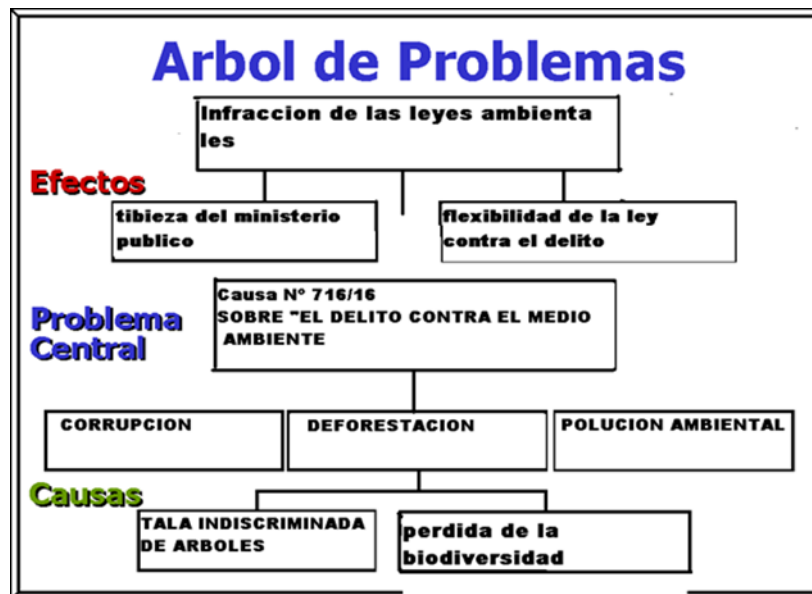 Arbol de Problemas
Infraccion de las leyes ambienta
les
Efectos
tibieza del ministerio
publico
flexibilidad de la ley
contra el delito
Problema
Central
Causa Nº 716/16
SOBRE "EL DELITO CONTRA EL MEDIO
AMBIENTE
CORRUPCION
DEFORESTACION
POLUCION AMBIENTAL
Causas
TALA INDISCRIMINADA
DE ARBOLES
perdida de la
biodiversidad